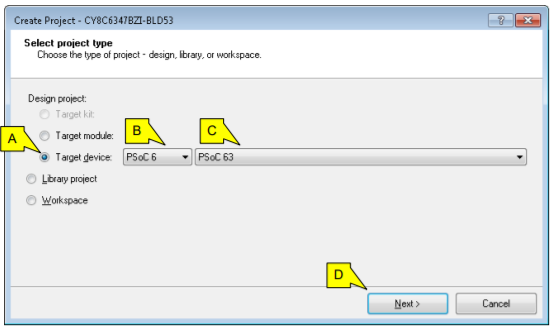 Create Project - CY8C6347BZI-BLD53
Select project type
Choose the type of project - design, library, or workspace.
Design project:
Target kit:
Target module:
Target device: PSoC 6 PSoC 63
Library project
Workspace
A
B
C
D
Next >
Cancel